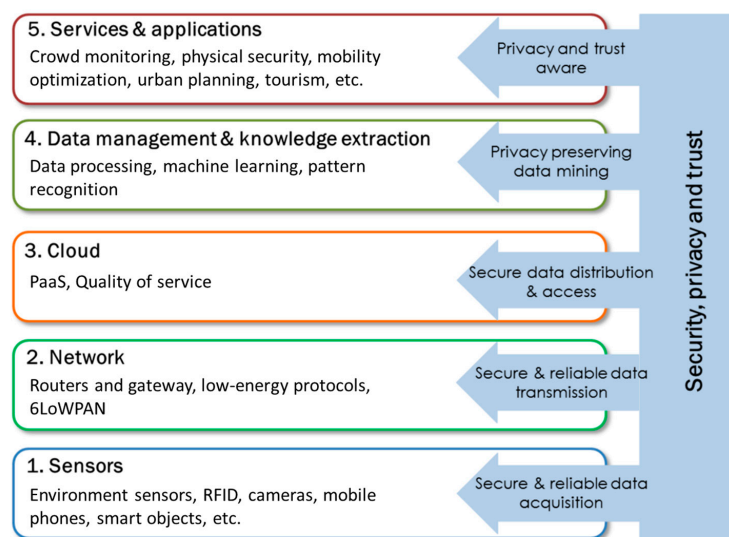 5. Services & applications
Crowd monitoring, physical security, mobility
optimization, urban planning, tourism, etc.
Privacy and trust
aware
4. Data management & knowledge extraction
Data processing, machine learning, pattern
recognition
Privacy preserving
data mining
3. Cloud
PaaS, Quality of service
Secure data distribution
& access
2. Network
Routers and gateway, low-energy protocols,
6LoWPAN
Secure & reliable data
transmission
1. Sensors
Environment sensors, RFID, cameras, mobile
phones, smart objects, etc.
Secure & reliable data
acquisition
Security, privacy and trust